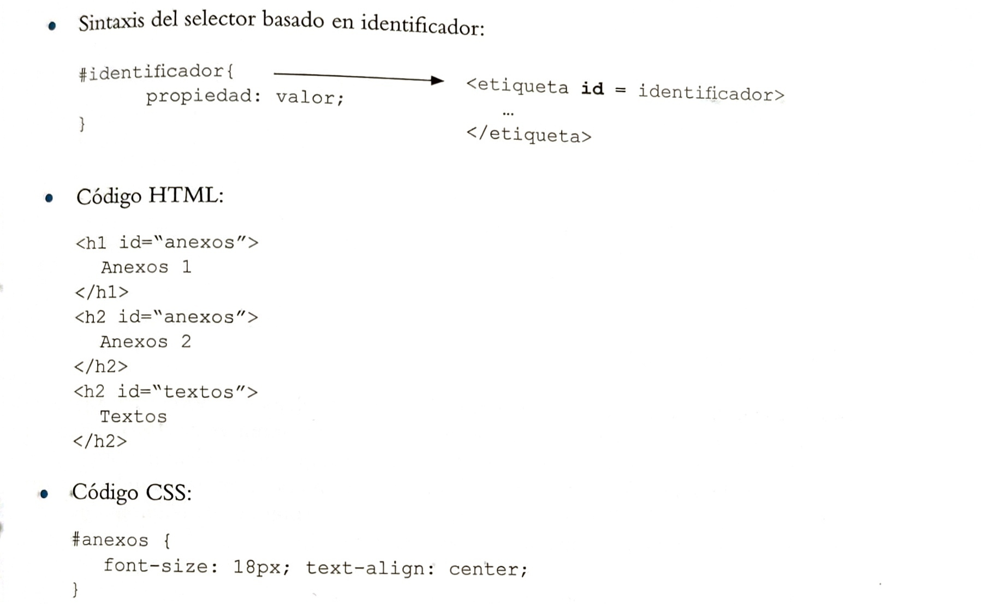 • Sintaxis del selector basado en identificador:
#identificador{
propiedad: valor;
}
<etiqueta id = identificador>
…
</etiqueta>
• Código HTML:
<h1 id="anexos">
Anexos 1
</h1>
<h2 id="anexos">
Anexos 2
</h2>
<h2 id="textos">
Textos
</h2>
• Código CSS:
#anexos {
font-size: 18px; text-align: center;
}